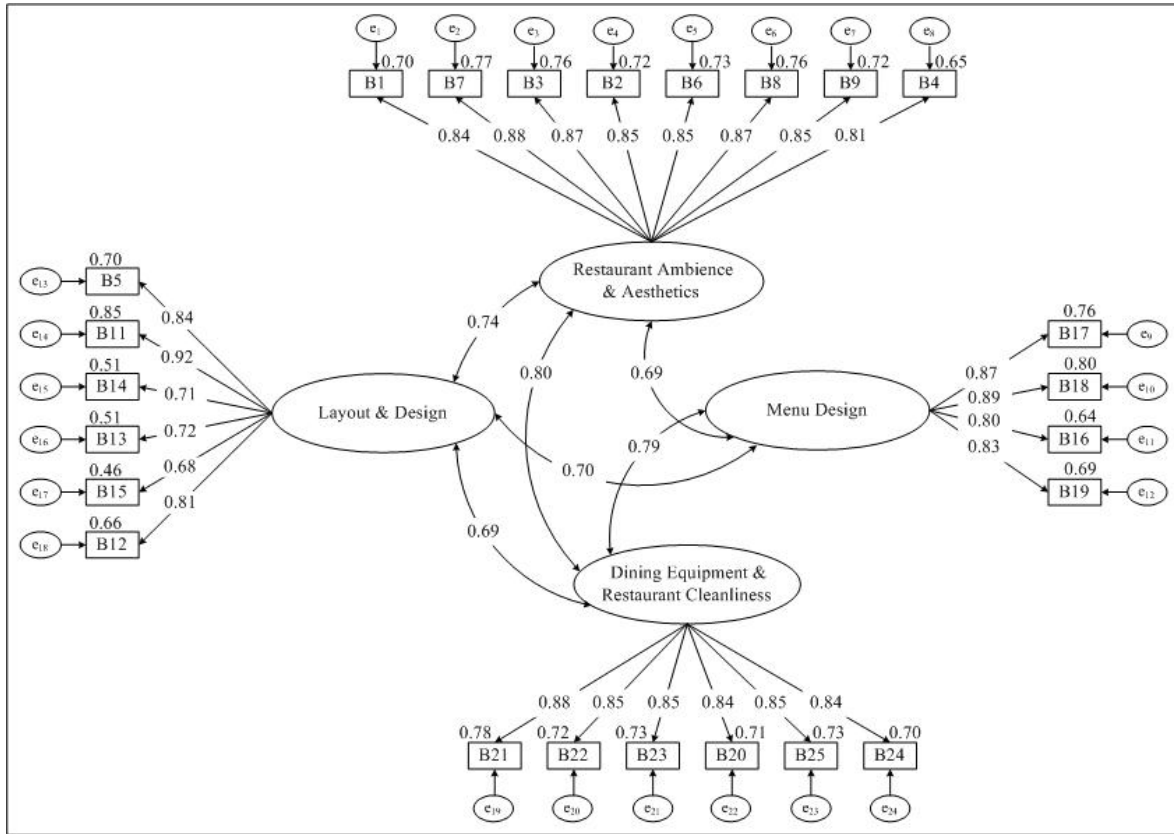 e1 e2 e3 e4 e5 e6 e7 e8
0.70 0.77 0.76 0.72 0.73 0.76 0.72 0.65
B1 B7 B3 B2 B6 B8 B9 B4
0.84 0.88 0.87 0.85 0.85 0.87 0.85 0.81
Restaurant Ambience
& Aesthetics
0.70
e13 B5
0.85
e14 B11
0.51
e15 B14
0.51
e16 B13
0.46
e17 B15
0.66
e18 B12
0.84
0.92
0.71
0.72
0.68
0.81
Layout & Design
0.74
0.80
0.69
0.79
0.70
0.69
Menu Design
0.87
0.89
0.80
0.83
0.76
B17 e9
0.80
B18 e10
0.64
B16 e11
0.69
B19 e12
Dining Equipment &
Restaurant Cleanliness
0.88 0.85 0.85 0.84 0.85 0.84
0.78 0.72 0.73 0.71 0.73 0.70
B21 B22 B23 B20 B25 B24
e19 e20 e21 e22 e23 e24